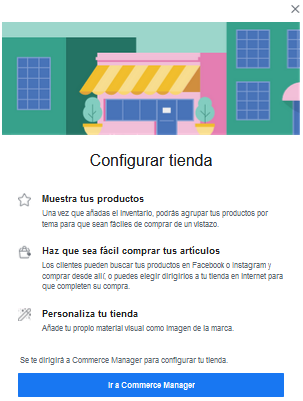 Configurar tienda
Muestra tus productos
Una vez que añadas el inventario, podrás agrupar tus productos por
tema para que sean fáciles de comprar de un vistazo.
Haz que sea fácil comprar tus artículos
Los clientes pueden buscar tus productos en Facebook o Instagram y
comprar desde allí, o puedes elegir dirigirlos a tu tienda en Internet para
que completen su compra.
Personaliza tu tienda
Añade tu propio material visual como imagen de la marca.
Se te dirigirá a Commerce Manager para configurar tu tienda.
Ir a Commerce Manager